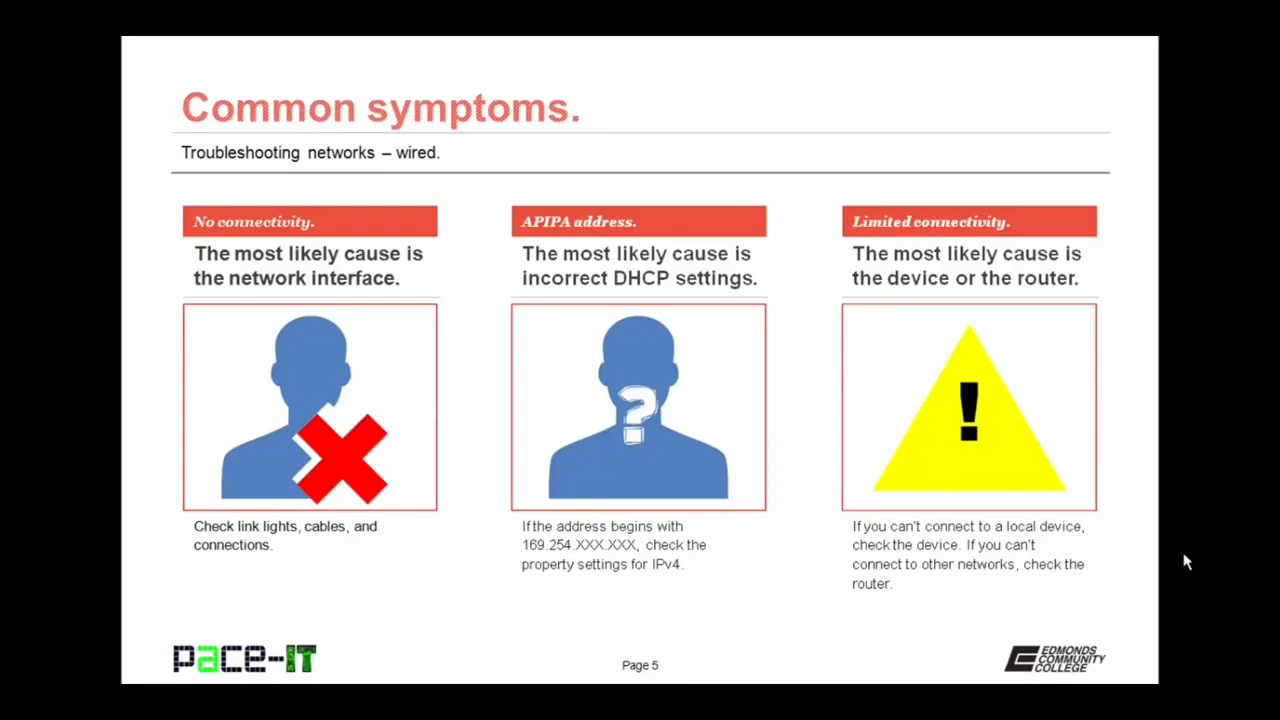 Common symptoms.
Troubleshooting networks – wired.
No connectivity.
The most likely cause is
the network interface.
Check link lights, cables, and
connections.
APIPA address.
The most likely cause is
incorrect DHCP settings.
?
If the address begins with
169.254.XXX.XXX, check the
property settings for IPv4.
Limited connectivity.
The most likely cause is
the device or the router.
!
If you can't connect to a local device,
check the device. If you can't
connect to other networks, check the
router.
pace-IT
Page 5
EDMONDS
COMMUNITY
COLLEGE